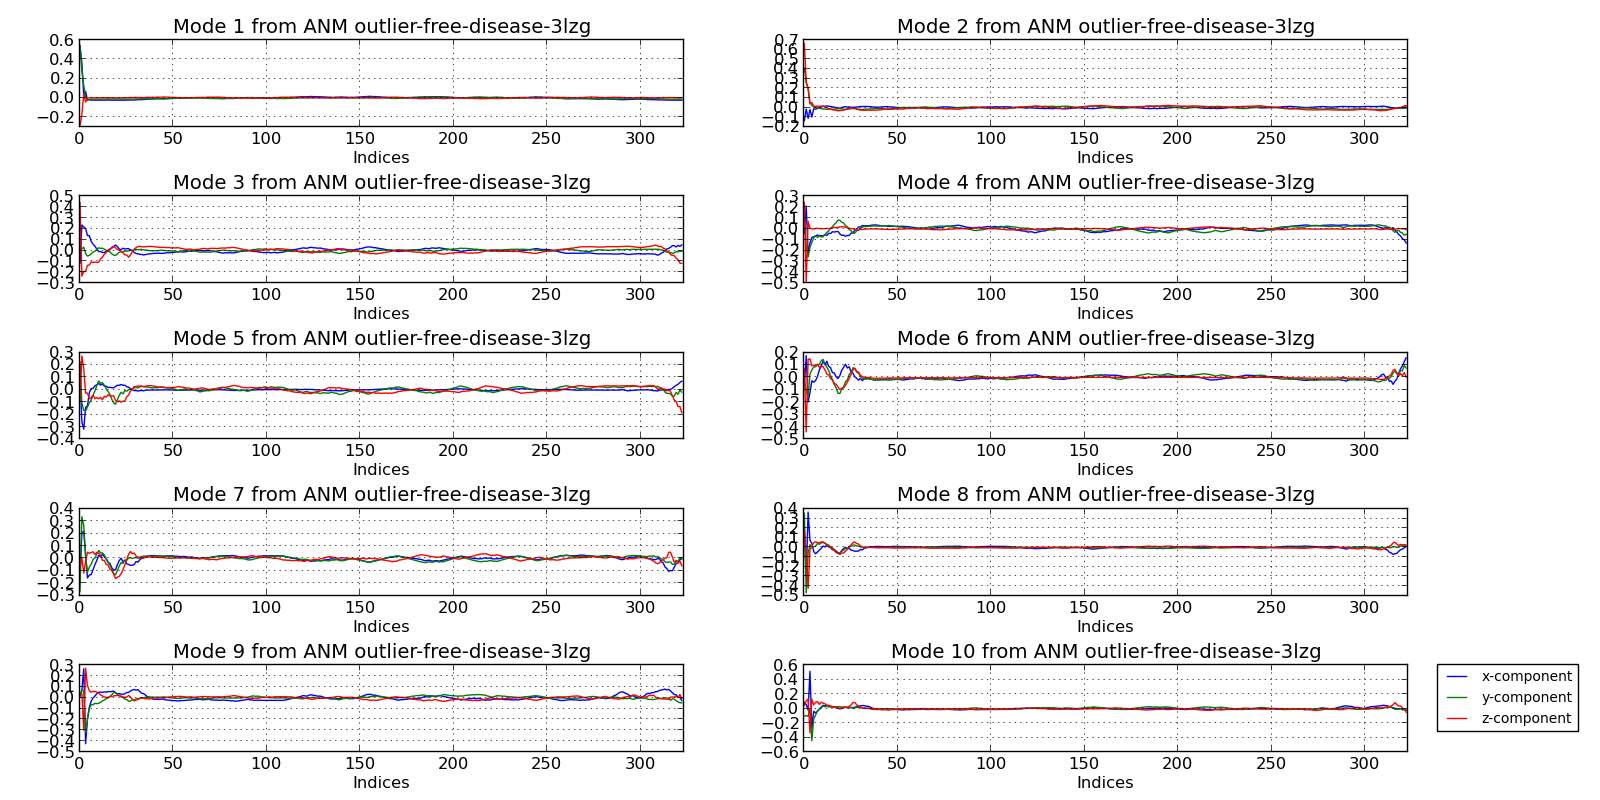 Mode 1 from ANM outlier-free-disease-3lzg
0.6
0.4
0.2
0.0
−0.2
0 50 100 150 200 250 300
Indices
Mode 2 from ANM outlier-free-disease-3lzg
0.7
0.6
0.5
0.4
0.3
0.2
0.1
0.0
−0.1
−0.2
0 50 100 150 200 250 300
Indices
Mode 3 from ANM outlier-free-disease-3lzg
0.5
0.4
0.3
0.2
0.1
0.0
−0.1
−0.2
−0.3
0 50 100 150 200 250 300
Indices
Mode 4 from ANM outlier-free-disease-3lzg
0.3
0.2
0.1
0.0
−0.1
−0.2
−0.3
−0.4
−0.5
0 50 100 150 200 250 300
Indices
Mode 5 from ANM outlier-free-disease-3lzg
0.3
0.2
0.1
0.0
−0.1
−0.2
−0.3
−0.4
0 50 100 150 200 250 300
Indices
Mode 6 from ANM outlier-free-disease-3lzg
0.2
0.1
0.0
−0.1
−0.2
−0.3
−0.4
−0.5
0 50 100 150 200 250 300
Indices
Mode 7 from ANM outlier-free-disease-3lzg
0.4
0.3
0.2
0.1
0.0
−0.1
−0.2
−0.3
0 50 100 150 200 250 300
Indices
Mode 8 from ANM outlier-free-disease-3lzg
0.4
0.3
0.2
0.1
0.0
−0.1
−0.2
−0.3
−0.4
−0.5
0 50 100 150 200 250 300
Indices
Mode 9 from ANM outlier-free-disease-3lzg
0.3
0.2
0.1
0.0
−0.1
−0.2
−0.3
−0.4
−0.5
0 50 100 150 200 250 300
Indices
Mode 10 from ANM outlier-free-disease-3lzg
0.6
0.4
0.2
0.0
−0.2
−0.4
−0.6
0 50 100 150 200 250 300
Indices
x-component
y-component
z-component